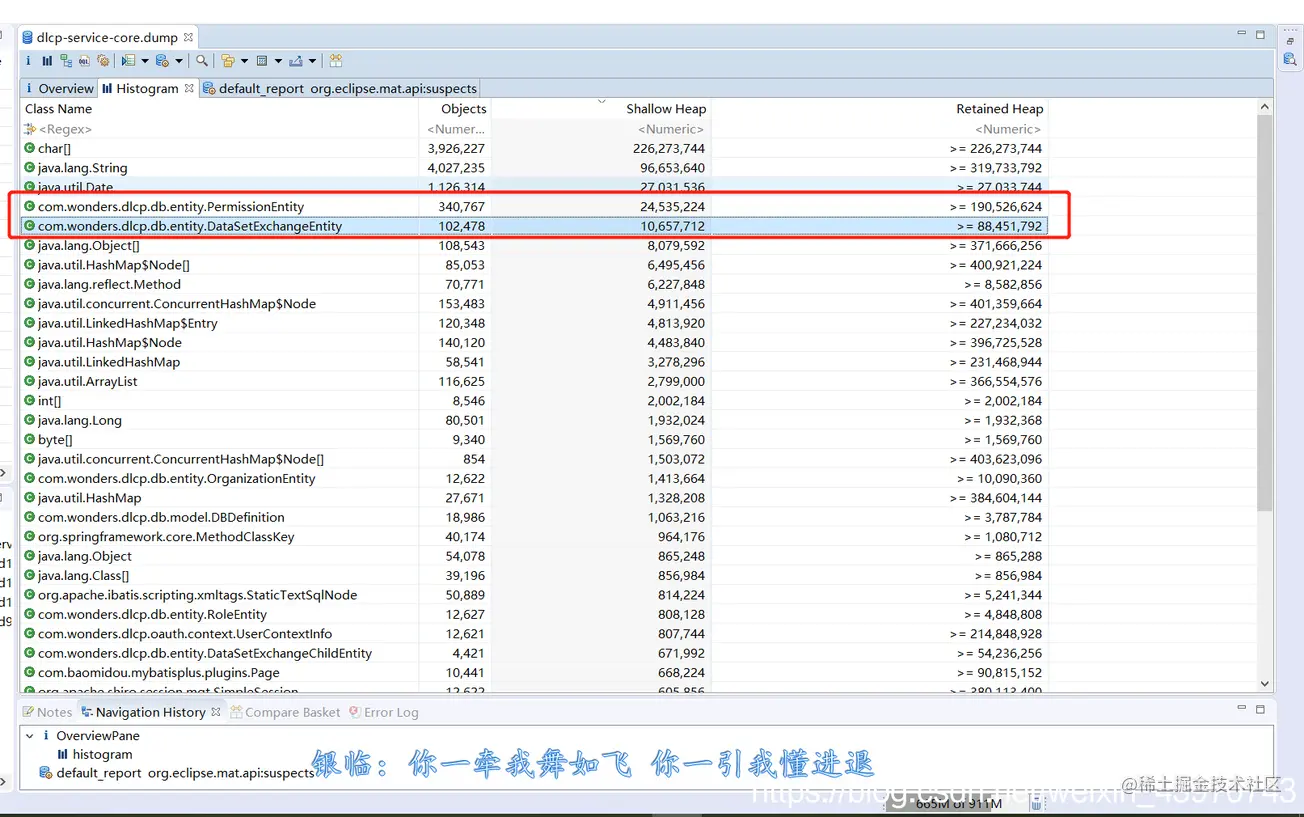 dlcp-service-core.dump
Overview Histogram default_report org.eclipse.mat.api:suspects
Class Name Objects Shallow Heap Retained Heap
<Regex> <Numer... <Numeric> <Numeric>
char[] 3,926,227 226,273,744 >= 226,273,744
java.lang.String 4,027,235 96,653,640 >= 319,733,792
java.util.Date 1,126,314 27,031,536 >= 27,033,744
com.wonders.dlcp.db.entity.PermissionEntity 340,767 24,535,224 >= 190,526,624
com.wonders.dlcp.db.entity.DataSetExchangeEntity 102,478 10,657,712 >= 88,451,792
java.lang.Object[] 108,543 8,079,592 >= 371,666,256
java.util.HashMap$Node[] 85,053 6,495,456 >= 400,921,224
java.lang.reflect.Method 70,771 6,227,848 >= 8,582,856
java.util.concurrent.ConcurrentHashMap$Node 153,483 4,911,456 >= 401,359,664
java.util.LinkedHashMap$Entry 120,348 4,813,920 >= 227,234,032
java.util.HashMap$Node 140,120 4,483,840 >= 396,725,528
java.util.LinkedHashMap 58,541 3,278,296 >= 231,468,944
java.util.ArrayList 116,625 2,799,000 >= 366,554,576
int[] 8,546 2,002,184 >= 2,002,184
java.lang.Long 80,501 1,932,024 >= 1,932,368
byte[] 9,340 1,569,760 >= 1,569,760
java.util.concurrent.ConcurrentHashMap$Node[] 854 1,503,072 >= 403,623,096
com.wonders.dlcp.db.entity.OrganizationEntity 12,622 1,413,664 >= 10,090,360
java.util.HashMap 27,671 1,328,208 >= 384,604,144
com.wonders.dlcp.db.model.DBDefinition 18,986 1,063,216 >= 3,787,784
org.springframework.core.MethodClassKey 40,174 964,176 >= 1,080,712
java.lang.Object 54,078 865,248 >= 865,288
java.lang.Class[] 39,196 856,984 >= 856,984
org.apache.ibatis.scripting.xmltags.StaticTextSqlNode 50,889 814,224 >= 5,241,344
com.wonders.dlcp.db.entity.RoleEntity 12,627 808,128 >= 4,848,808
com.wonders.dlcp.oauth.context.UserContextInfo 12,621 807,744 >= 214,848,928
com.wonders.dlcp.db.entity.DataSetExchangeChildEntity 4,421 671,992 >= 54,236,256
com.baomidou.mybatisplus.plugins.Page 10,441 668,224 >= 90,815,152
org.apache.shiro.session.mgt.SimpleSession 12,622 605,856 >= 380,113,400
Notes Navigation History Compare Basket Error Log
OverviewPane
histogram
default_report org.eclipse.mat.api:suspects
银临：你一牵我舞如飞 你一引我懂进退
@稀土掘金技术社区
https://blog.csdn.net/weixin_43970743
665M of 911M